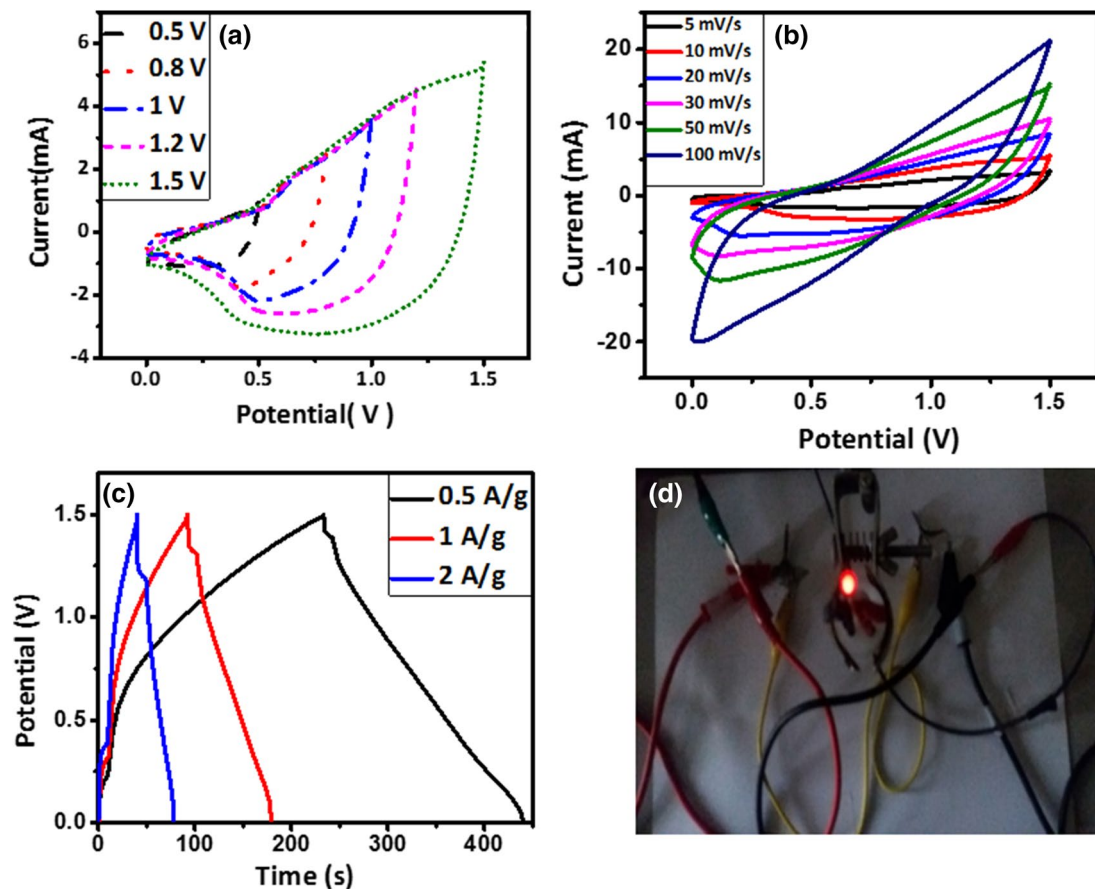 (a)
0.5 V
0.8 V
1 V
1.2 V
1.5 V
6
4
2
0
-2
-4
Current(mA)
0.0 0.5 1.0 1.5
Potential( V )
(b)
5 mV/s
10 mV/s
20 mV/s
30 mV/s
50 mV/s
100 mV/s
20
10
0
-10
-20
Current (mA)
0.0 0.5 1.0 1.5
Potential (V)
(c)
0.5 A/g
1 A/g
2 A/g
1.5
1.0
0.5
0.0
Potential (V)
0 100 200 300 400
Time (s)
(d)